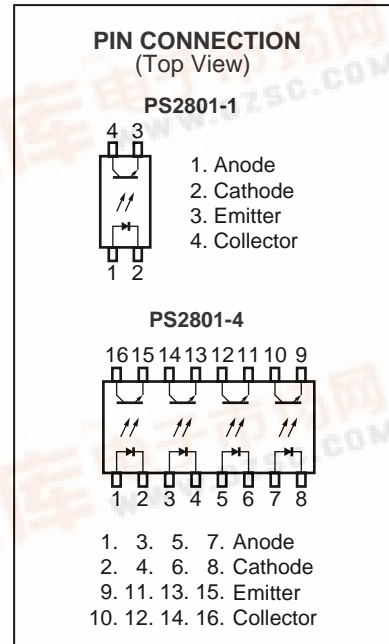 PIN CONNECTION
(Top View)
PS2801-1
4 3
1. Anode
2. Cathode
3. Emitter
4. Collector
1 2
PS2801-4
16 15 14 13 12 11 10 9
1 2 3 4 5 6 7 8
1. 3. 5. 7. Anode
2. 4. 6. 8. Cathode
9. 11. 13. 15. Emitter
10. 12. 14. 16. Collector